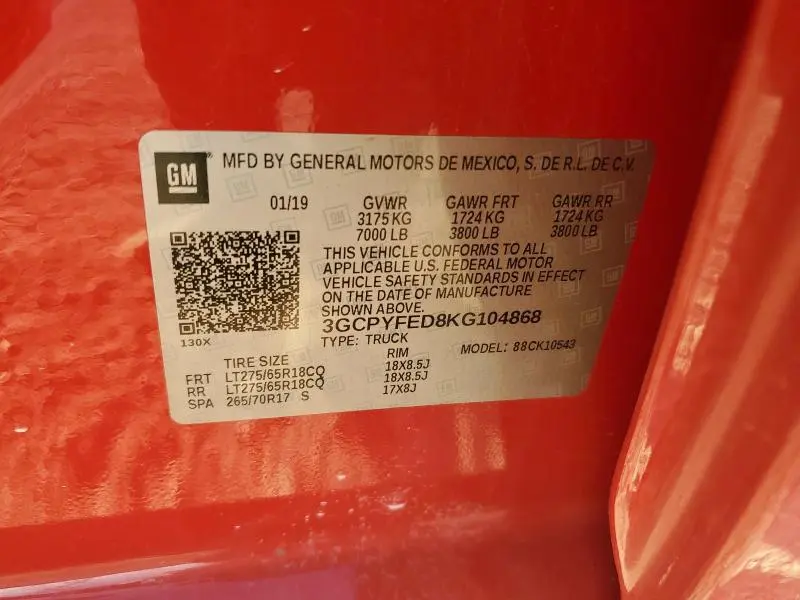 GM
MFD BY GENERAL MOTORS DE MEXICO, S. DE R.L. DE C.V.
01/19 GVWR GAWR FRT GAWR RR
3175 KG 1724 KG 1724 KG
7000 LB 3800 LB 3800 LB
THIS VEHICLE CONFORMS TO ALL
APPLICABLE U.S. FEDERAL MOTOR
VEHICLE SAFETY STANDARDS IN EFFECT
ON THE DATE OF MANUFACTURE
SHOWN ABOVE.
3GCPYFED8KG104868
130X
TYPE: TRUCK MODEL: 88CK10543
TIRE SIZE RIM
FRT LT275/65R18CQ 18X8.5J
RR LT275/65R18CQ 18X8.5J
SPA 265/70R17 S 17X8J